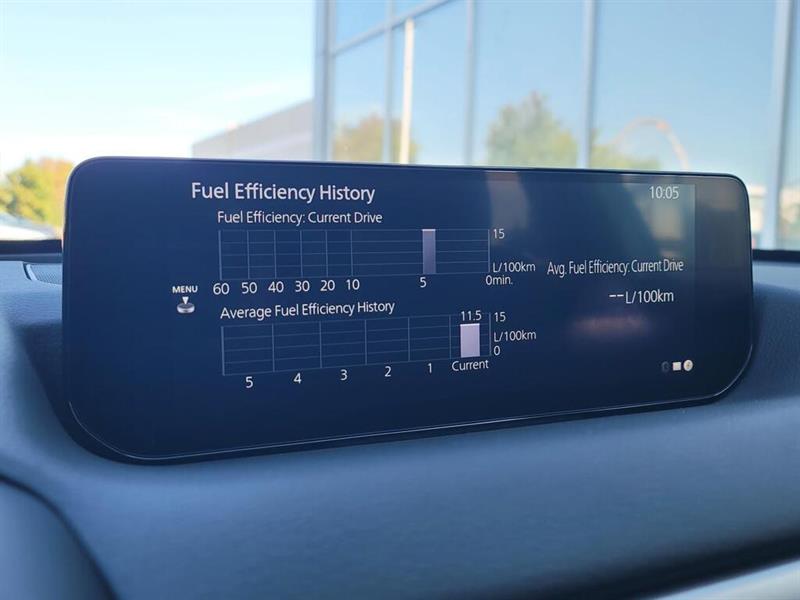 Fuel Efficiency History
10:05
Fuel Efficiency: Current Drive
15
L/100km
60 50 40 30 20 10 5 0min.
MENU
Avg. Fuel Efficiency: Current Drive
--L/100km
Average Fuel Efficiency History
11.5 15
L/100km
0
5 4 3 2 1 Current